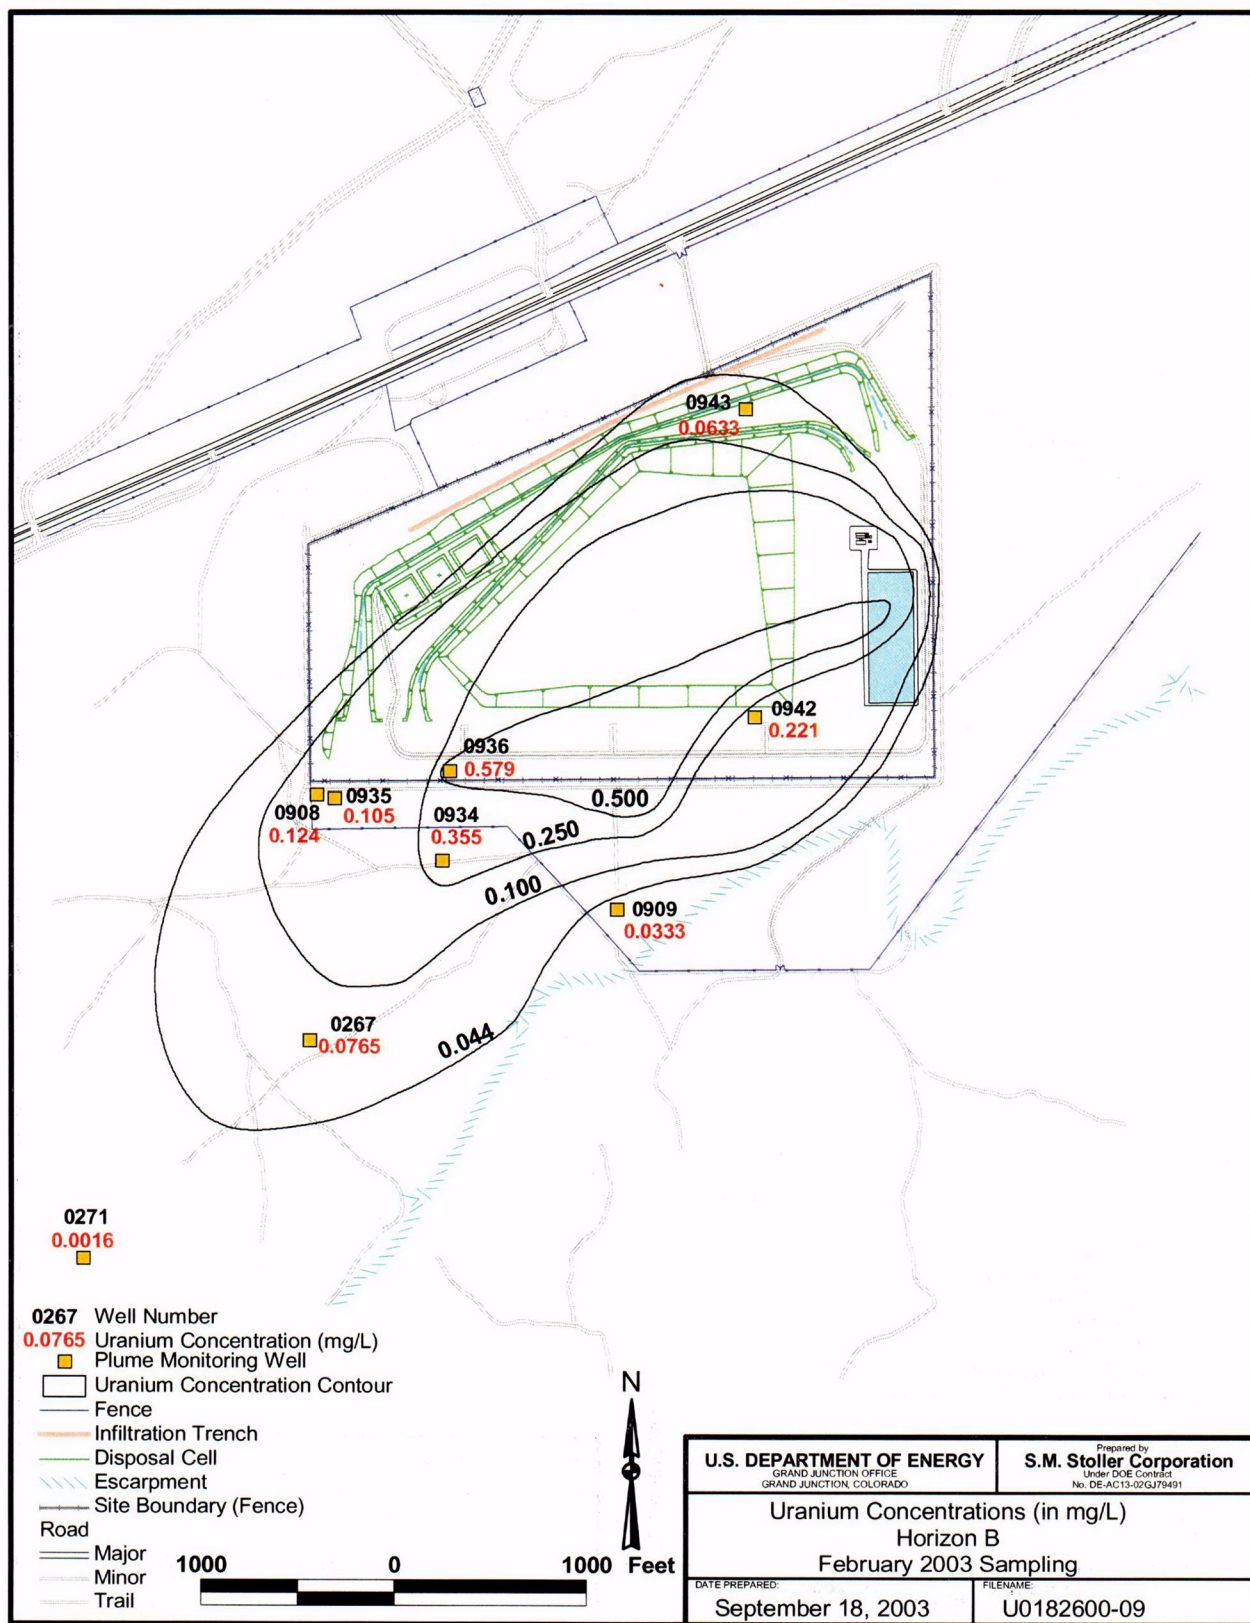 0943
0.0633
0942
0.221
0936
0.579
0935
0908
0.105
0.124
0934
0.355
0.500
0.250
0.100
0909
0.0333
0267
0.0765
0.044
0271
0.0016
0267 Well Number
0.0765 Uranium Concentration (mg/L)
Plume Monitoring Well
Uranium Concentration Contour
Fence
Infiltration Trench
Disposal Cell
Escarpment
Site Boundary (Fence)
Road
Major
Minor
Trail
N
1000 0 1000 Feet
U.S. DEPARTMENT OF ENERGY
GRAND JUNCTION OFFICE
GRAND JUNCTION, COLORADO
Prepared by
S.M. Stoller Corporation
Under DOE Contract
No. DE-AC13-02GJ79491
Uranium Concentrations (in mg/L)
Horizon B
February 2003 Sampling
DATE PREPARED:
September 18, 2003
FILENAME:
U0182600-09